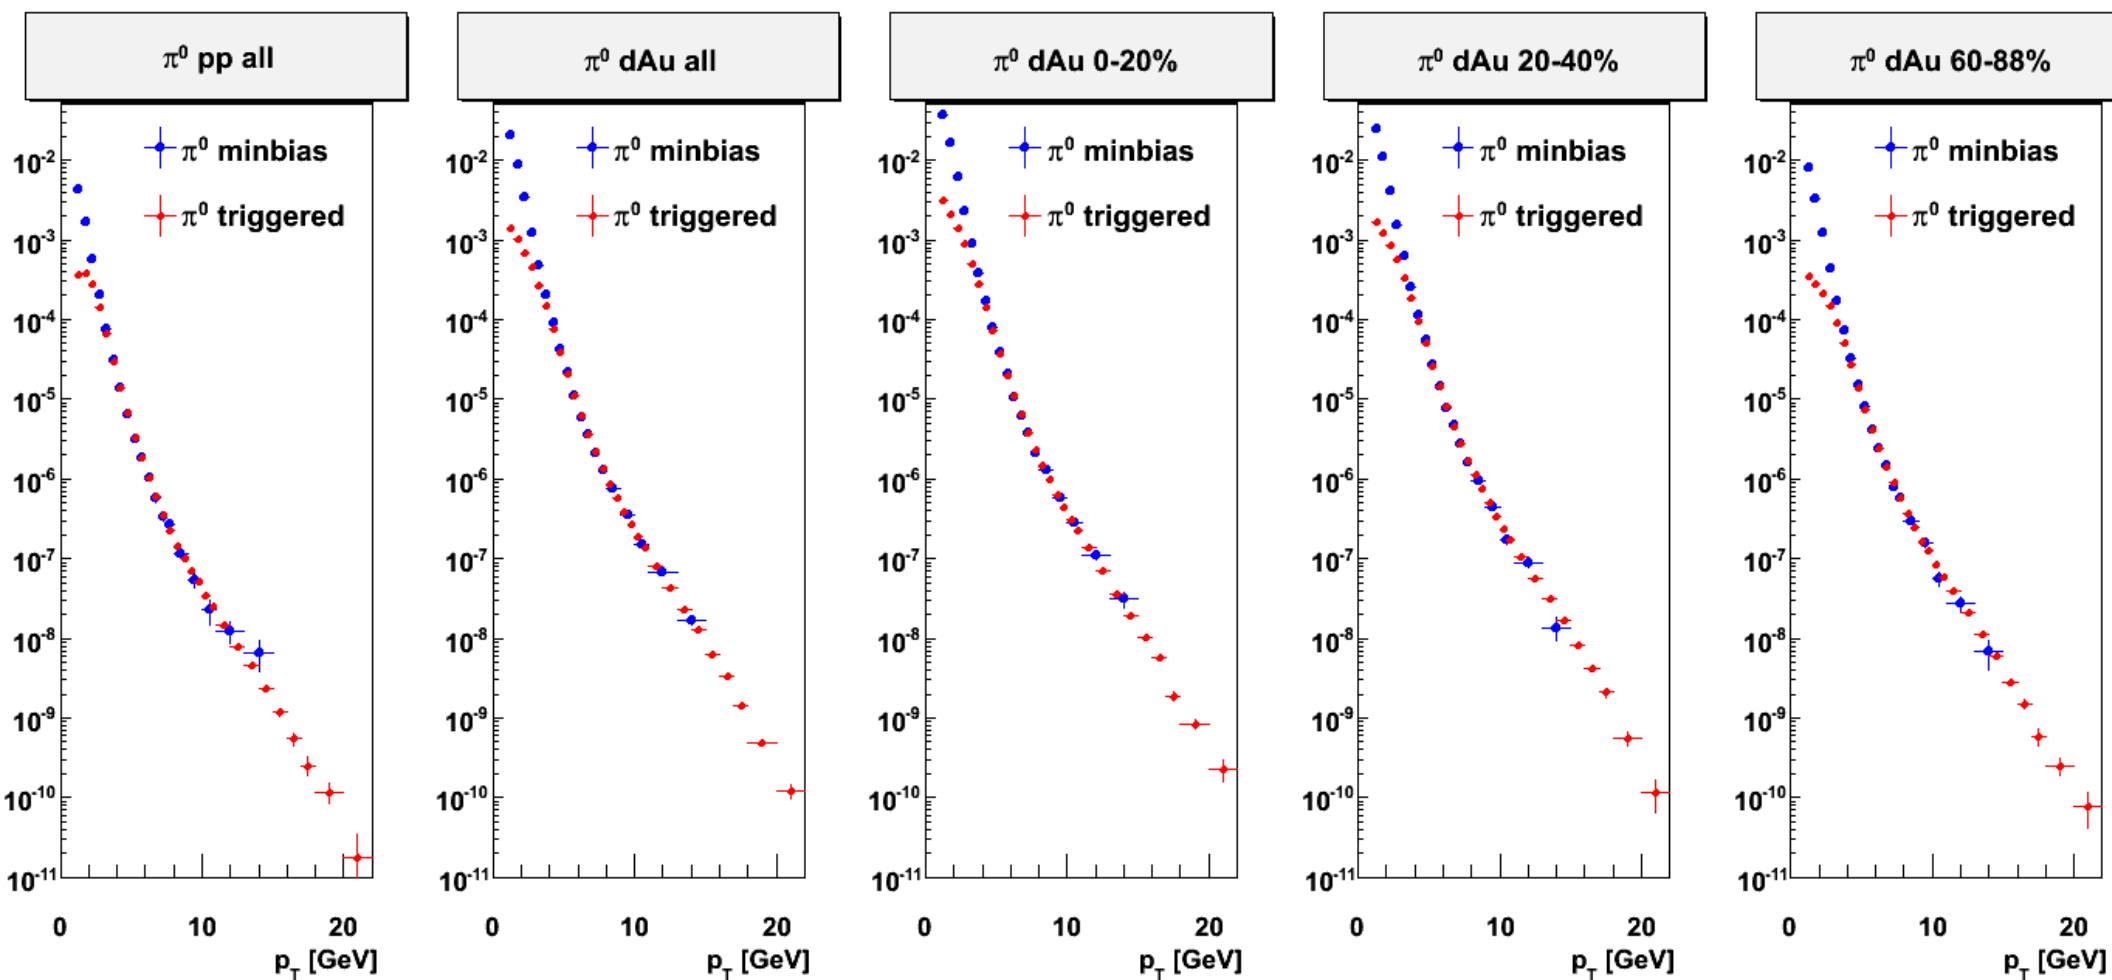 π⁰ pp all
π⁰ minbias
π⁰ triggered
10⁻²
10⁻³
10⁻⁴
10⁻⁵
10⁻⁶
10⁻⁷
10⁻⁸
10⁻⁹
10⁻¹⁰
10⁻¹¹
0 10 20
p_T [GeV]
π⁰ dAu all
π⁰ minbias
π⁰ triggered
10⁻²
10⁻³
10⁻⁴
10⁻⁵
10⁻⁶
10⁻⁷
10⁻⁸
10⁻⁹
10⁻¹⁰
10⁻¹¹
0 10 20
p_T [GeV]
π⁰ dAu 0-20%
π⁰ minbias
π⁰ triggered
10⁻²
10⁻³
10⁻⁴
10⁻⁵
10⁻⁶
10⁻⁷
10⁻⁸
10⁻⁹
10⁻¹⁰
10⁻¹¹
0 10 20
p_T [GeV]
π⁰ dAu 20-40%
π⁰ minbias
π⁰ triggered
10⁻²
10⁻³
10⁻⁴
10⁻⁵
10⁻⁶
10⁻⁷
10⁻⁸
10⁻⁹
10⁻¹⁰
10⁻¹¹
0 10 20
p_T [GeV]
π⁰ dAu 60-88%
π⁰ minbias
π⁰ triggered
10⁻²
10⁻³
10⁻⁴
10⁻⁵
10⁻⁶
10⁻⁷
10⁻⁸
10⁻⁹
10⁻¹⁰
10⁻¹¹
0 10 20
p_T [GeV]